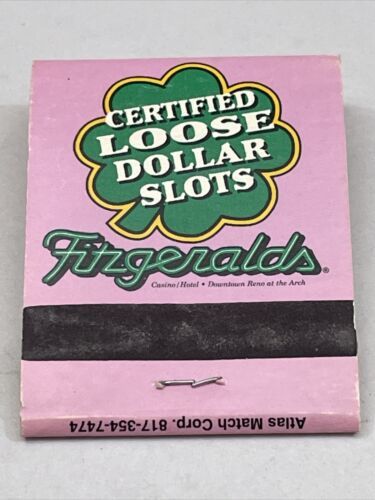 CERTIFIED
LOOSE
DOLLAR
SLOTS
Fitzgeralds®
Casino/Hotel • Downtown Reno at the Arch
Atlas Match Corp. 817-354-7474